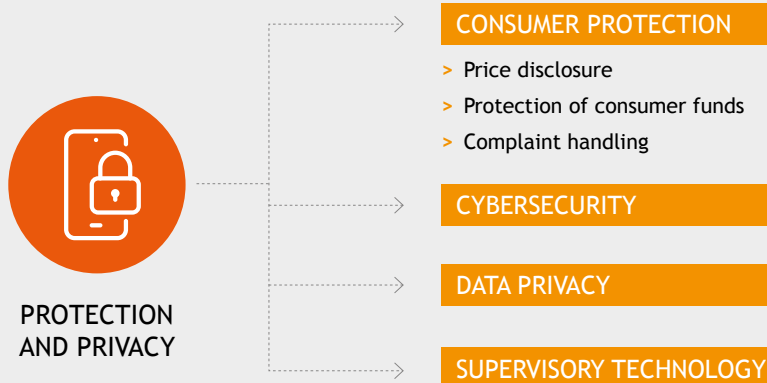 CONSUMER PROTECTION
> Price disclosure
> Protection of consumer funds
> Complaint handling
CYBERSECURITY
DATA PRIVACY
SUPERVISORY TECHNOLOGY
PROTECTION
AND PRIVACY